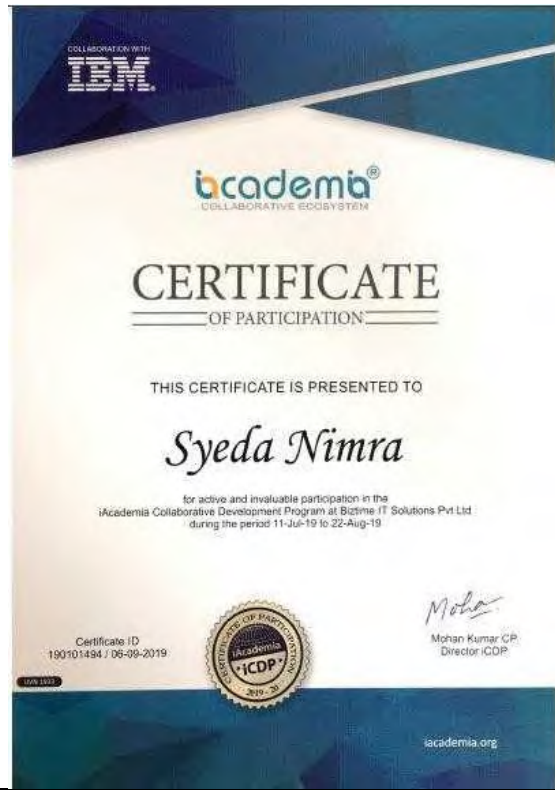 COLLABORATION WITH
IBM®
iacademia®
COLLABORATIVE ECOSYSTEM
CERTIFICATE
OF PARTICIPATION
THIS CERTIFICATE IS PRESENTED TO
Syeda Nimra
for active and invaluable participation in the
iAcademia Collaborative Development Program at Biztime IT Solutions Pvt Ltd
during the period 11-Jul-19 to 22-Aug-19
Moha
Mohan Kumar CP
Director iCDP
Certificate ID
190101494 / 06-09-2019
CERTIFICATE OF PARTICIPATION
iAcademia
iCDP
2019 - 20
iacademia.org